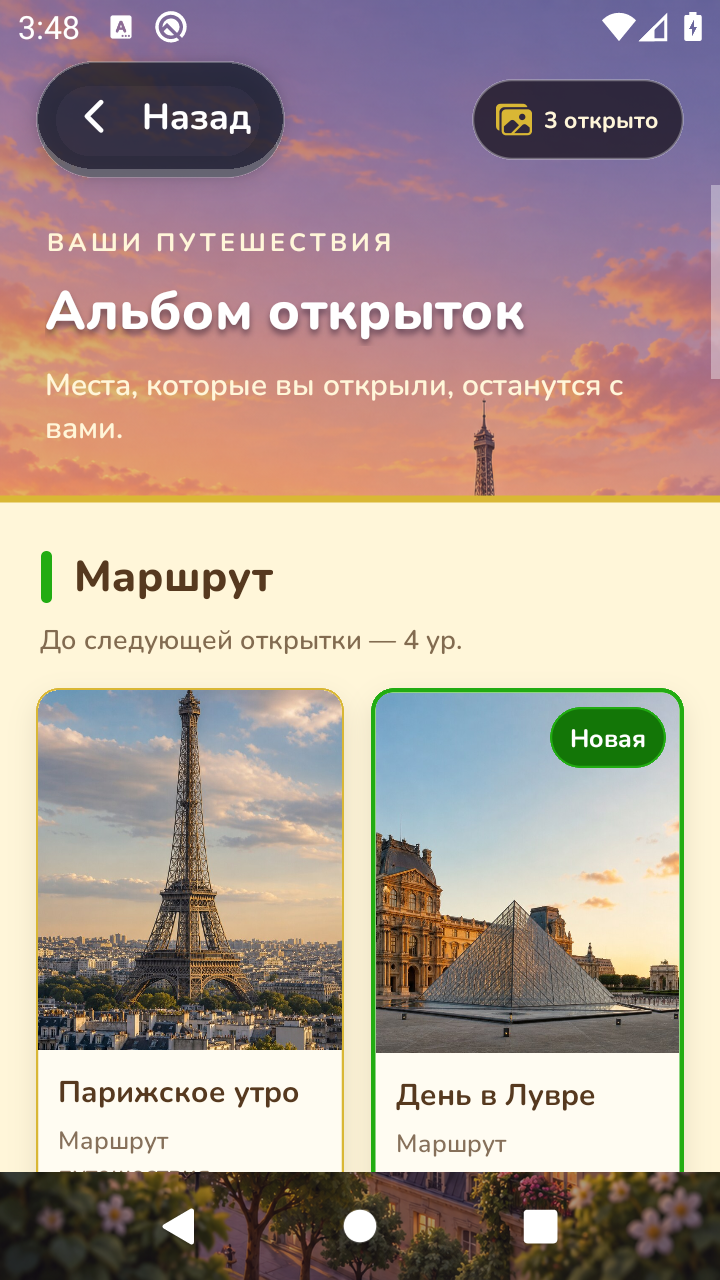 3:48
Назад
3 открыто
ВАШИ ПУТЕШЕСТВИЯ
Альбом открыток
Места, которые вы открыли, останутся с
вами.
Маршрут
До следующей открытки — 4 ур.
Новая
Парижское утро
День в Лувре
Маршрут
Маршрут